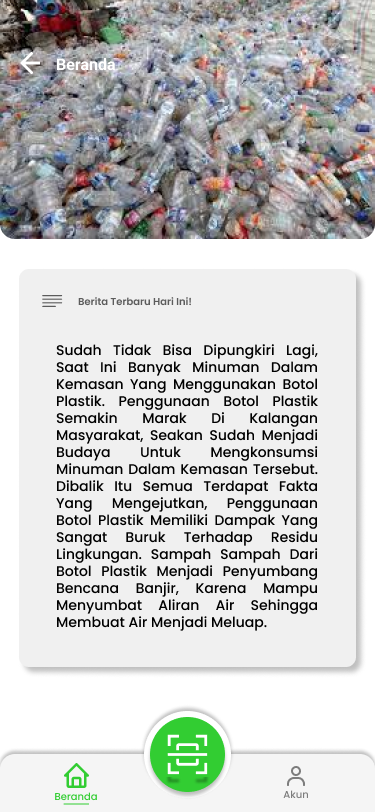 Beranda
Berita Terbaru Hari Ini!
Sudah Tidak Bisa Dipungkiri Lagi,
Saat Ini Banyak Minuman Dalam
Kemasan Yang Menggunakan Botol
Plastik. Penggunaan Botol Plastik
Semakin Marak Di Kalangan
Masyarakat, Seakan Sudah Menjadi
Budaya Untuk Mengkonsumsi
Minuman Dalam Kemasan Tersebut.
Dibalik Itu Semua Terdapat Fakta
Yang Mengejutkan, Penggunaan
Botol Plastik Memiliki Dampak Yang
Sangat Buruk Terhadap Residu
Lingkungan. Sampah Sampah Dari
Botol Plastik Menjadi Penyumbang
Bencana Banjir, Karena Mampu
Menyumbat Aliran Air Sehingga
Membuat Air Menjadi Meluap.
Beranda
Akun